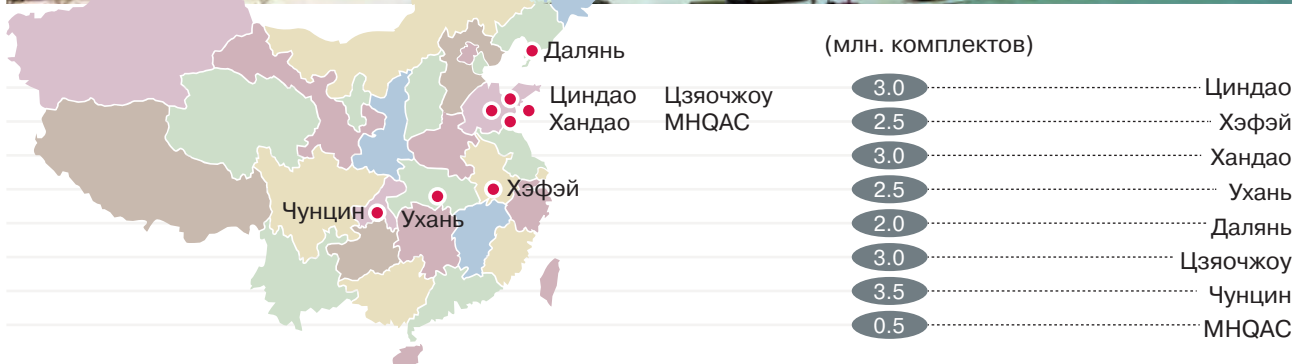 Далянь
Циндао Цзяочжоу
Хандао MHQAC
Хэфэй
Чунцин
Ухань
(млн. комплектов)
3.0 Циндао
2.5 Хэфэй
3.0 Хандао
2.5 Ухань
2.0 Далянь
3.0 Цзяочжоу
3.5 Чунцин
0.5 MHQAC